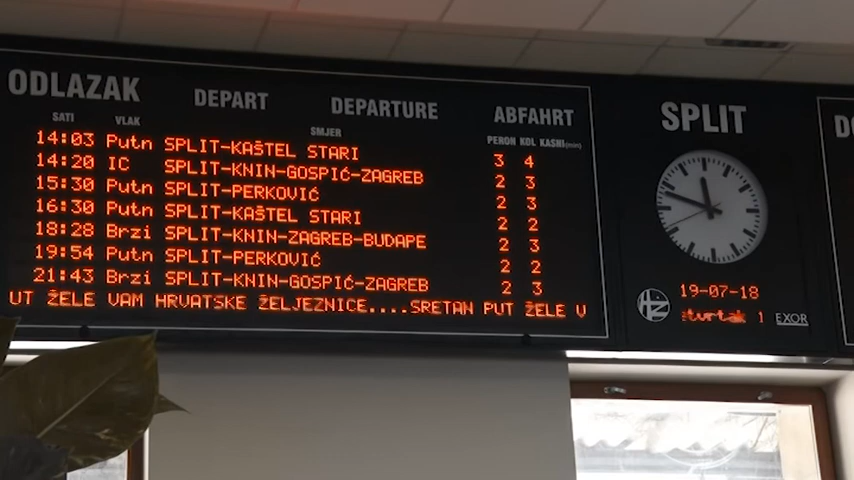 ODLAZAK DEPART DEPARTURE ABFAHRT
SATI VLAK SMJER PERON KOL KASNI(min)
14:03 Putn SPLIT-KAŠTEL STARI 3 4
14:20 IC SPLIT-KNIN-GOSPIĆ-ZAGREB 2 3
15:30 Putn SPLIT-PERKOVIĆ 2 3
16:30 Putn SPLIT-KAŠTEL STARI 2 2
18:28 Brzi SPLIT-KNIN-ZAGREB-BUDAPE 2 3
19:54 Putn SPLIT-PERKOVIĆ 2 2
21:43 Brzi SPLIT-KNIN-GOSPIĆ-ZAGREB 2 3
UT ŽELE VAM HRVATSKE ŽELJEZNICE....SRETAN PUT ŽELE V
SPLIT
HŽ
19-07-18
1 EXOR